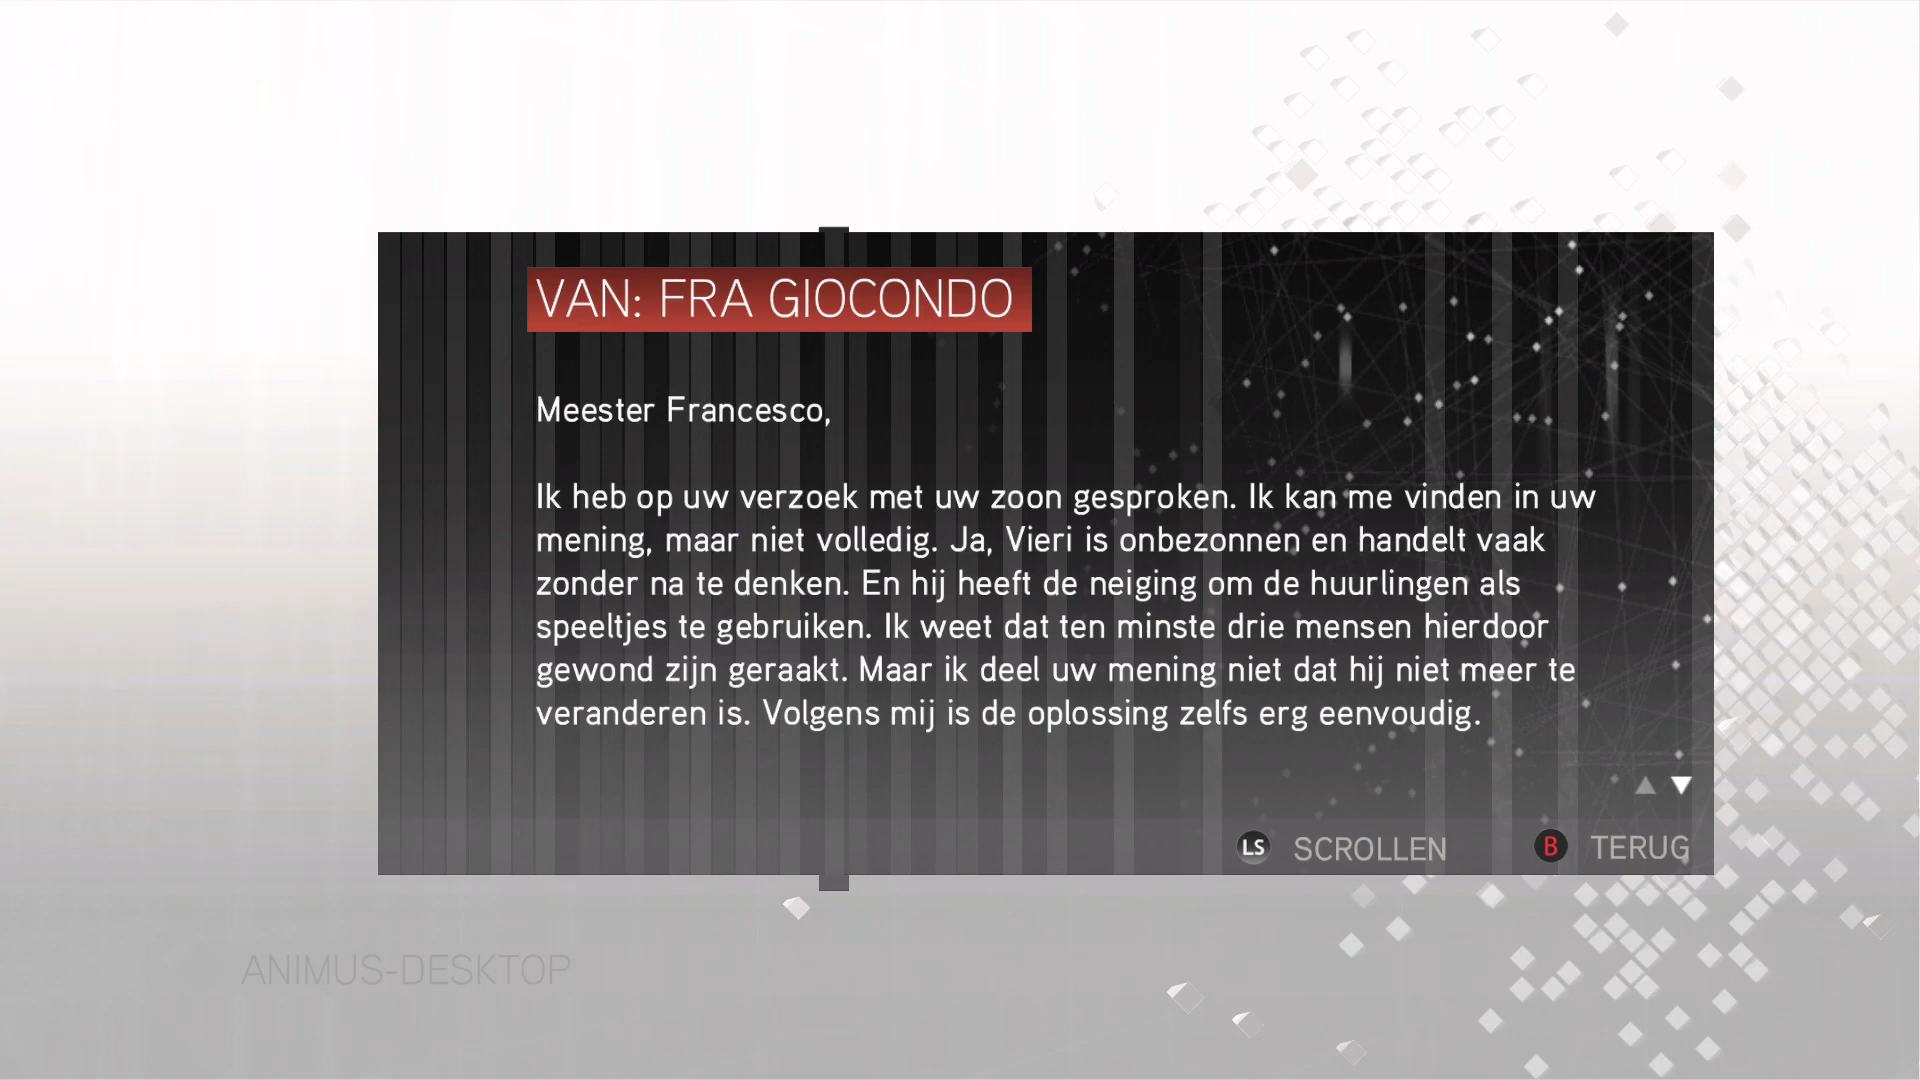 VAN: FRA GIOCONDO
Meester Francesco,
Ik heb op uw verzoek met uw zoon gesproken. Ik kan me vinden in uw
mening, maar niet volledig. Ja, Vieri is onbezonnen en handelt vaak
zonder na te denken. En hij heeft de neiging om de huurlingen als
speeltjes te gebruiken. Ik weet dat ten minste drie mensen hierdoor
gewond zijn geraakt. Maar ik deel uw mening niet dat hij niet meer te
veranderen is. Volgens mij is de oplossing zelfs erg eenvoudig.
LS SCROLLEN B TERUG
ANIMUS-DESKTOP